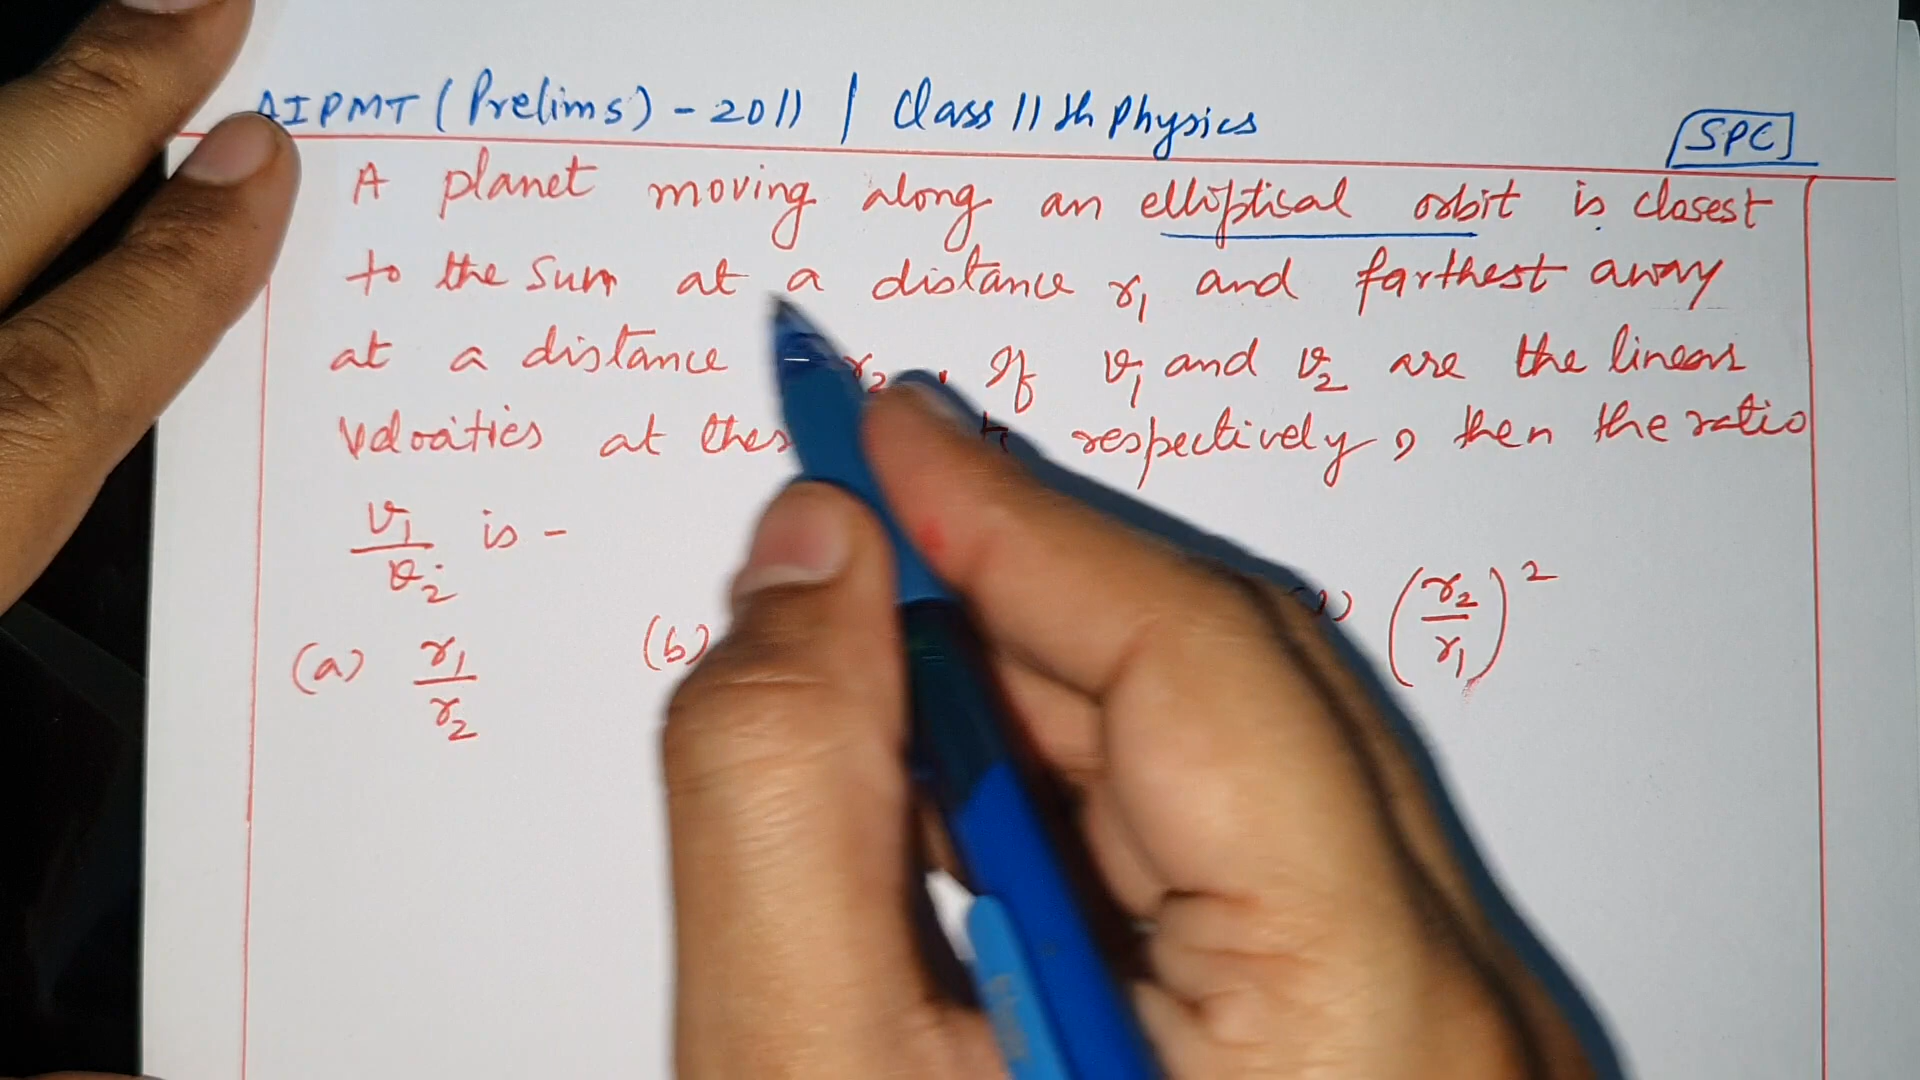 AIPMT (Prelims) - 2011 / Class 11th Physics
SPC
A planet moving along an elliptical orbit is closest
to the Sun at a distance r₁ and farthest away
at a distance r₂ . If v₁ and v₂ are the linear
velocities at respectively, then the ratio
v₁/v₂ is -
(a) r₁/r₂ (b) (r₂/r₁)²